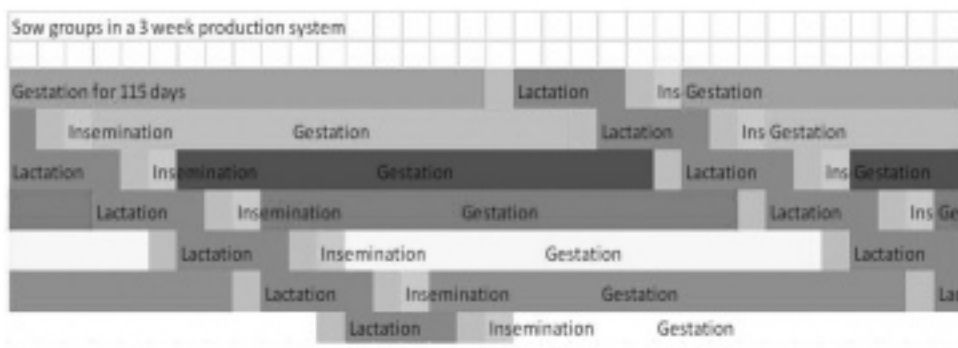 Sow groups in a 3 week production system
Gestation for 115 days Lactation Ins Gestation
Insemination Gestation Lactation Ins Gestation
Lactation Insemination Gestation Lactation Ins Gestation
Lactation Insemination Gestation Lactation Ins Ge
Lactation Insemination Gestation Lactation
Lactation Insemination Gestation La
Lactation Insemination Gestation